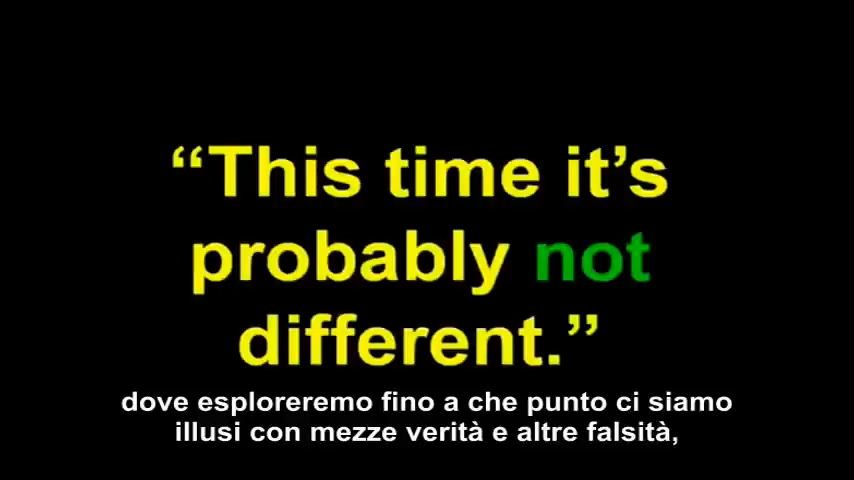 “This time it’s
probably not
different.”
dove esploreremo fino a che punto ci siamo
illusi con mezze verità e altre falsità,